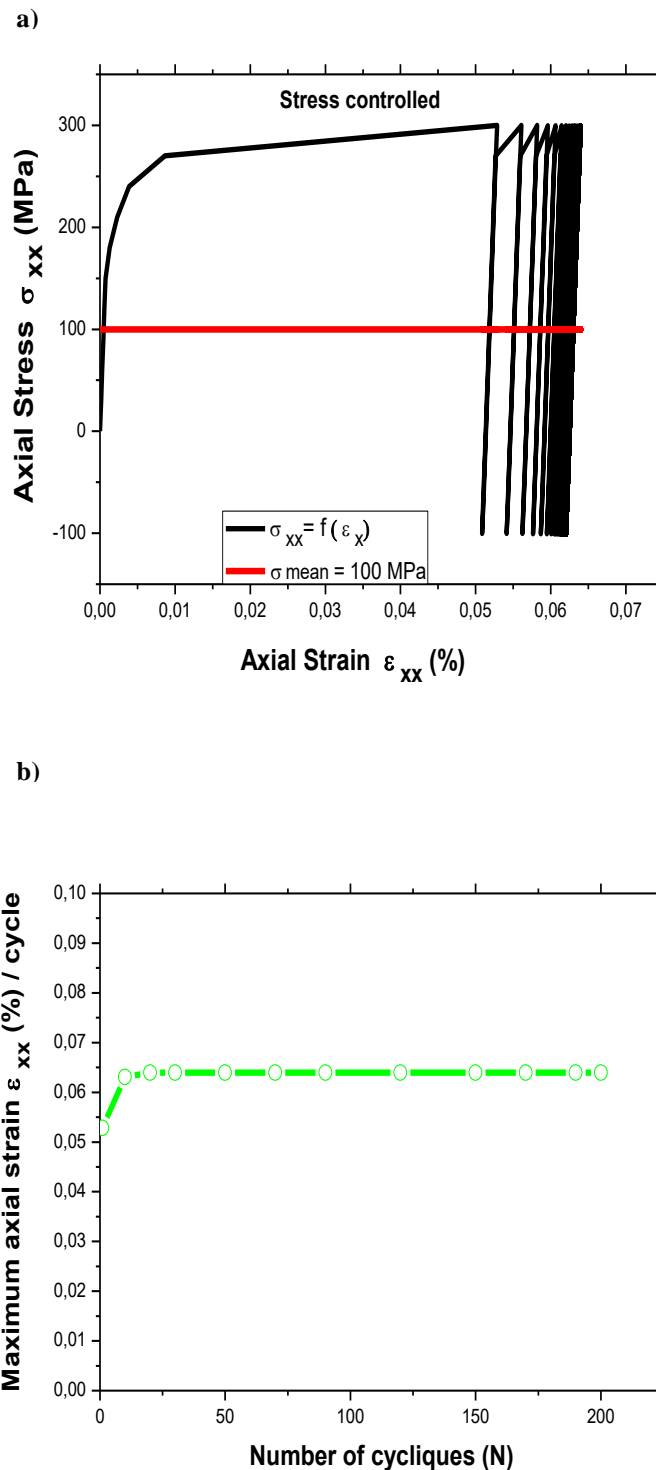 a)
Stress controlled
Axial Stress σ xx (MPa)
300
200
100
0
-100
σ xx= f ( ε x)
σ mean = 100 MPa
0,00 0,01 0,02 0,03 0,04 0,05 0,06 0,07
Axial Strain ε xx (%)
b)
Maximum axial strain ε xx (%) / cycle
0,10
0,09
0,08
0,07
0,06
0,05
0,04
0,03
0,02
0,01
0,00
0 50 100 150 200
Number of cycliques (N)